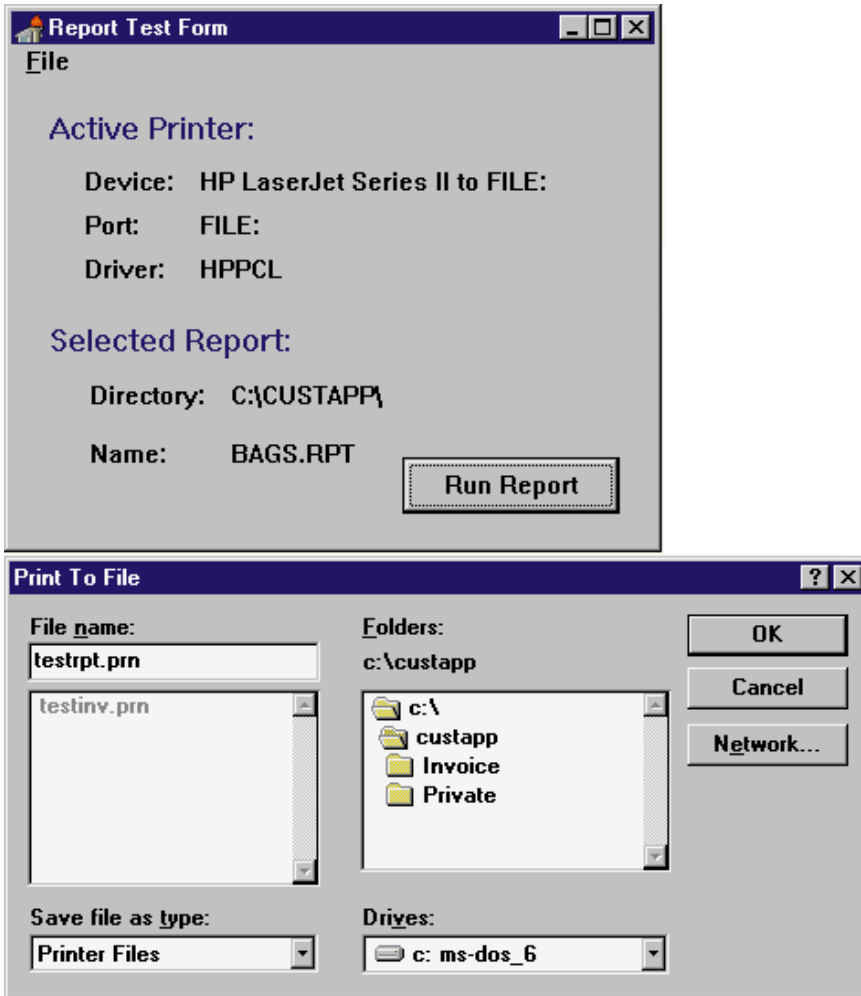 Report Test Form
File
Active Printer:
Device: HP LaserJet Series II to FILE:
Port: FILE:
Driver: HPPCL
Selected Report:
Directory: C:\CUSTAPP\
Name: BAGS.RPT
Run Report
Print To File
File name:
testrpt.prn
testinv.prn
Save file as type:
Printer Files
Folders:
c:\custapp
c:\
custapp
Invoice
Private
Drives:
c: ms-dos_6
OK
Cancel
Network...